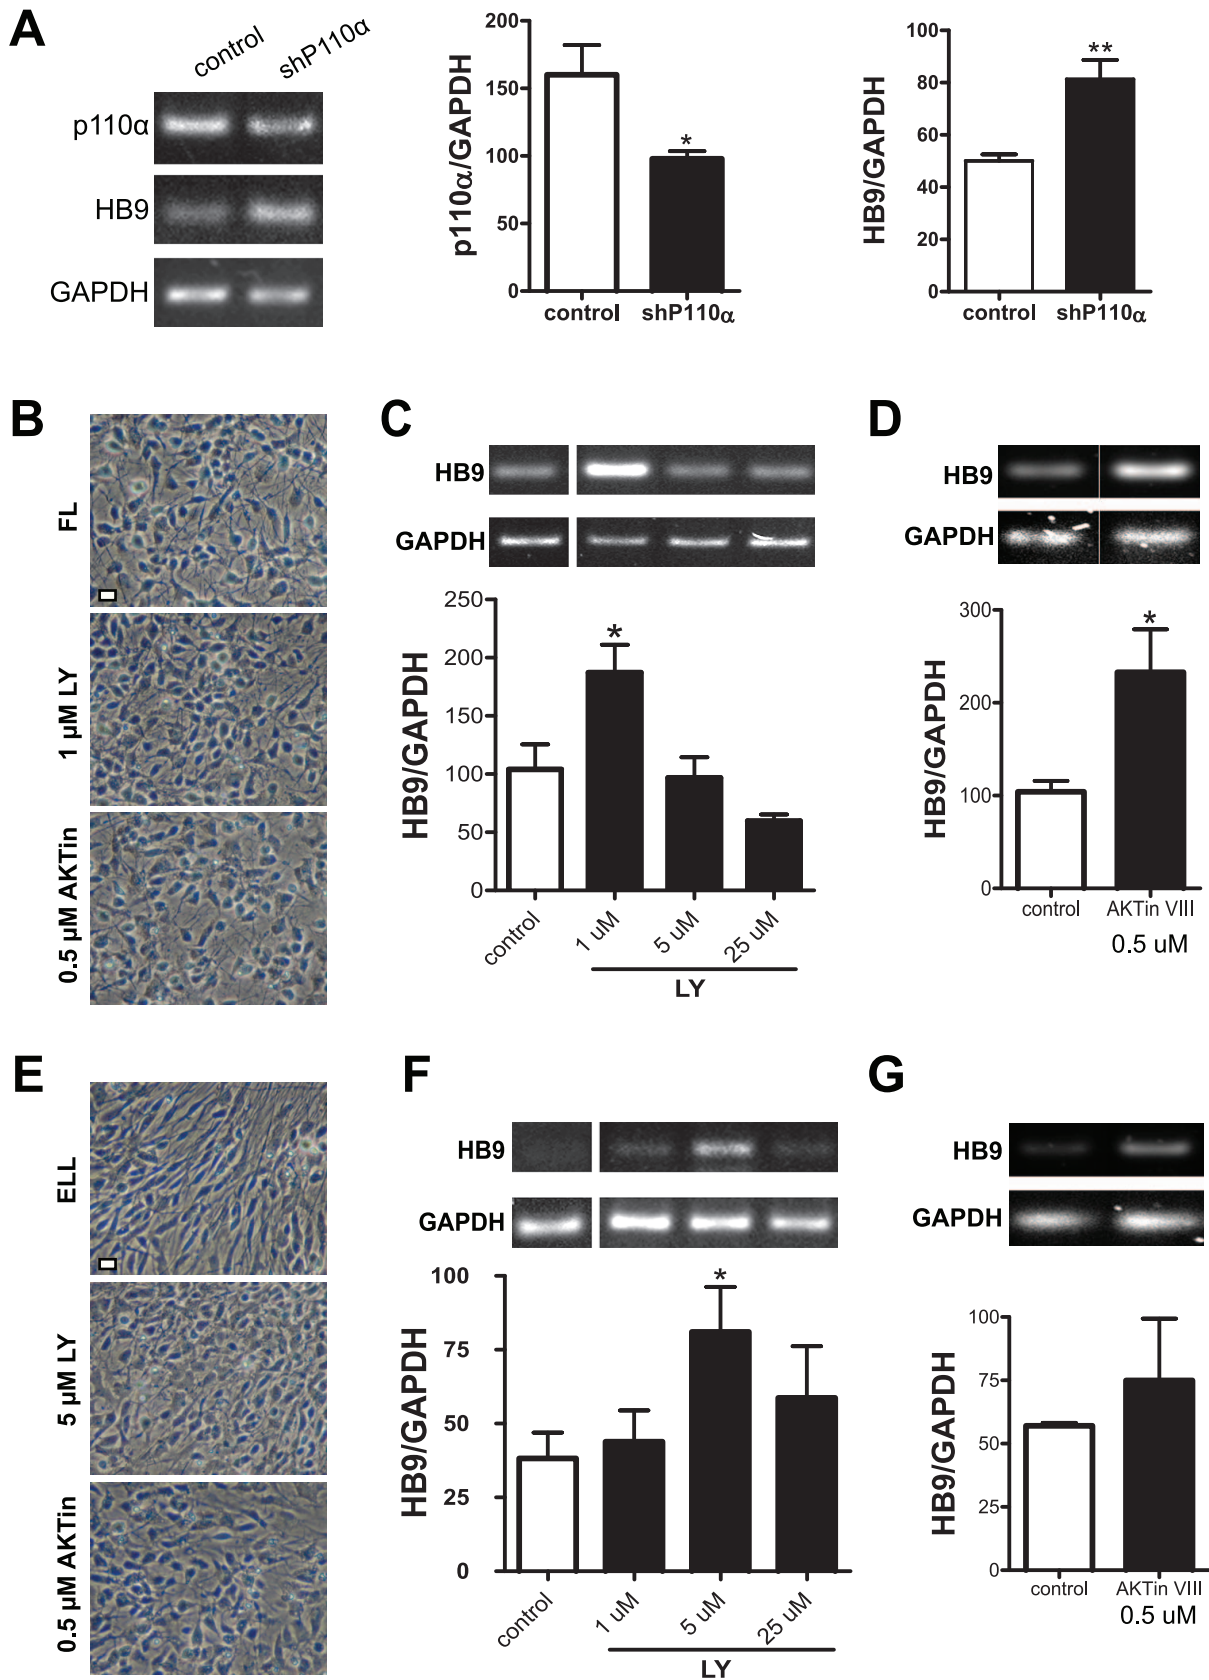 A
control
shP110α
p110α
HB9
GAPDH
p110α/GAPDH
200
150
100
50
0
*
control
shP110α
HB9/GAPDH
100
80
60
40
20
0
**
control
shP110α
B
FL
1 µM LY
0.5 µM AKTin
C
HB9
GAPDH
HB9/GAPDH
250
200
150
100
50
0
*
control
1 uM
5 uM
25 uM
LY
D
HB9
GAPDH
HB9/GAPDH
300
200
100
0
*
control
AKTin VIII
0.5 uM
E
ELL
5 µM LY
0.5 µM AKTin
F
HB9
GAPDH
HB9/GAPDH
100
75
50
25
0
*
control
1 uM
5 uM
25 uM
LY
G
HB9
GAPDH
HB9/GAPDH
100
75
50
25
0
control
AKTin VIII
0.5 uM